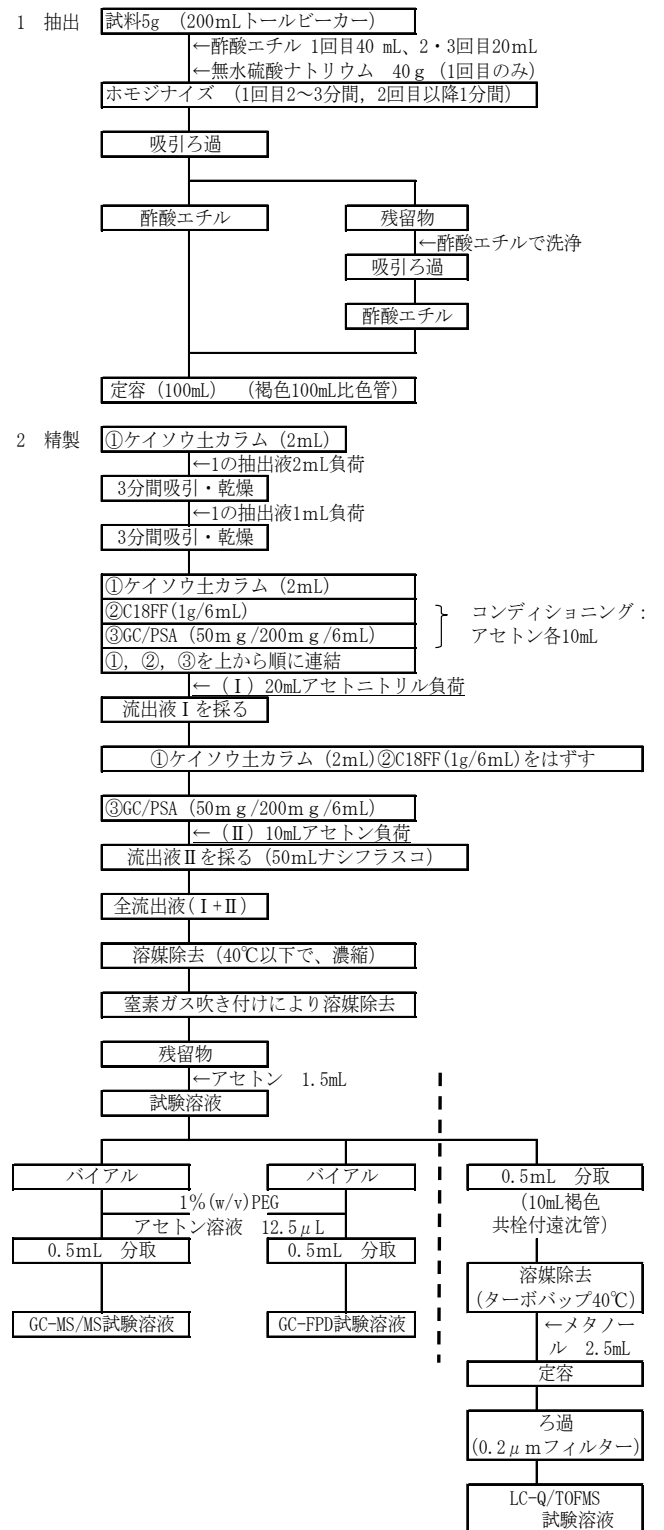 1 抽出
試料5g (200mLトールビーカー)
←酢酸エチル 1回目40 mL、2・3回目20mL
←無水硫酸ナトリウム 40ｇ (1回目のみ)
ホモジナイズ (1回目2～3分間, 2回目以降1分間)
吸引ろ過
酢酸エチル
残留物
←酢酸エチルで洗浄
吸引ろ過
酢酸エチル
定容 (100mL) (褐色100mL比色管)
2 精製
①ケイソウ土カラム (2mL)
←1の抽出液2mL負荷
3分間吸引・乾燥
←1の抽出液1mL負荷
3分間吸引・乾燥
①ケイソウ土カラム (2mL)
②C18FF(1g/6mL)
③GC/PSA (50mｇ/200mｇ/6mL)
①, ②, ③を上から順に連結
} コンディショニング：
アセトン各10mL
← (Ⅰ) 20mLアセトニトリル負荷
流出液Ⅰを採る
①ケイソウ土カラム (2mL)②C18FF(1g/6mL)をはずす
③GC/PSA (50mｇ/200mｇ/6mL)
← (Ⅱ) 10mLアセトン負荷
流出液Ⅱを採る (50mLナシフラスコ)
全流出液(Ⅰ+Ⅱ)
溶媒除去 (40℃以下で、濃縮)
窒素ガス吹き付けにより溶媒除去
残留物
←アセトン 1.5mL
試験溶液
バイアル
バイアル
1％(w/v)PEG
アセトン溶液 12.5μL
0.5mL 分取
0.5mL 分取
GC-MS/MS試験溶液
GC-FPD試験溶液
0.5mL 分取
(10mL褐色
共栓付遠沈管)
溶媒除去
(ターボバップ40℃)
←メタノー
ル 2.5mL
定容
ろ過
(0.2μmフィルター)
LC-Q/TOFMS
試験溶液